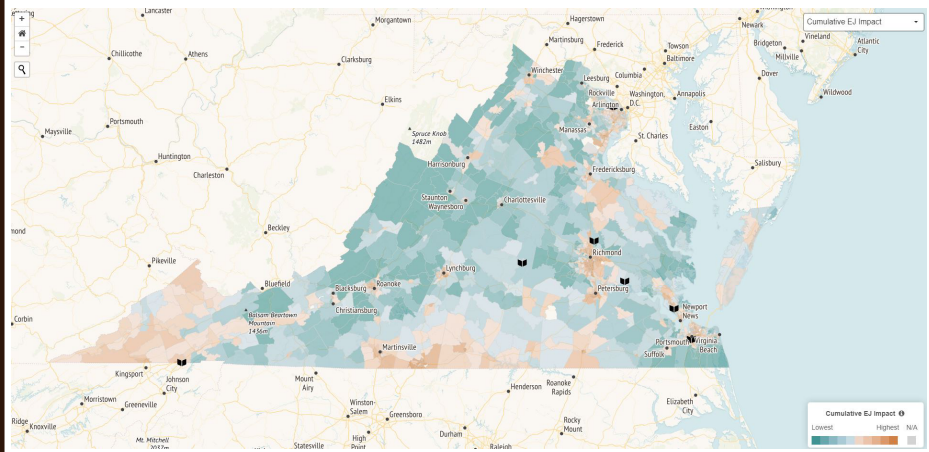 Lancaster
Morgantown
Hagerstown
Newark
Cumulative EJ Impact
+
−
Martinsburg
Frederick
Towson
Baltimore
Bridgeton
Vineland
Millville
Atlantic
City
Chillicothe
Athens
Clarksburg
Winchester
Leesburg
Columbia
Rockville
Washington,
D.C.
Arlington
Annapolis
Dover
Wildwood
Elkins
Portsmouth
Maysville
Spruce Knob
1482m
Manassas
St. Charles
Easton
Huntington
Harrisonburg
Fredericksburg
Salisbury
Charleston
Staunton
Waynesboro
Charlottesville
Beckley
mond
Pikeville
Richmond
Lynchburg
Bluefield
Blacksburg
Roanoke
Petersburg
Christiansburg
Balsam Beartown
Mountain
1436m
Newport
News
Corbin
Martinsville
Portsmouth
Virginia
Beach
Suffolk
Kingsport
Johnson
City
Mount
Airy
Henderson
Roanoke
Rapids
Elizabeth
City
Morristown
Greeneville
Winston-
Salem
Greensboro
Rocky
Mount
Ridge
Knoxville
Mt. Mitchell
2037m
Statesville
High
Point
Durham
Raleigh
Cumulative EJ Impact
Lowest
Highest
N/A